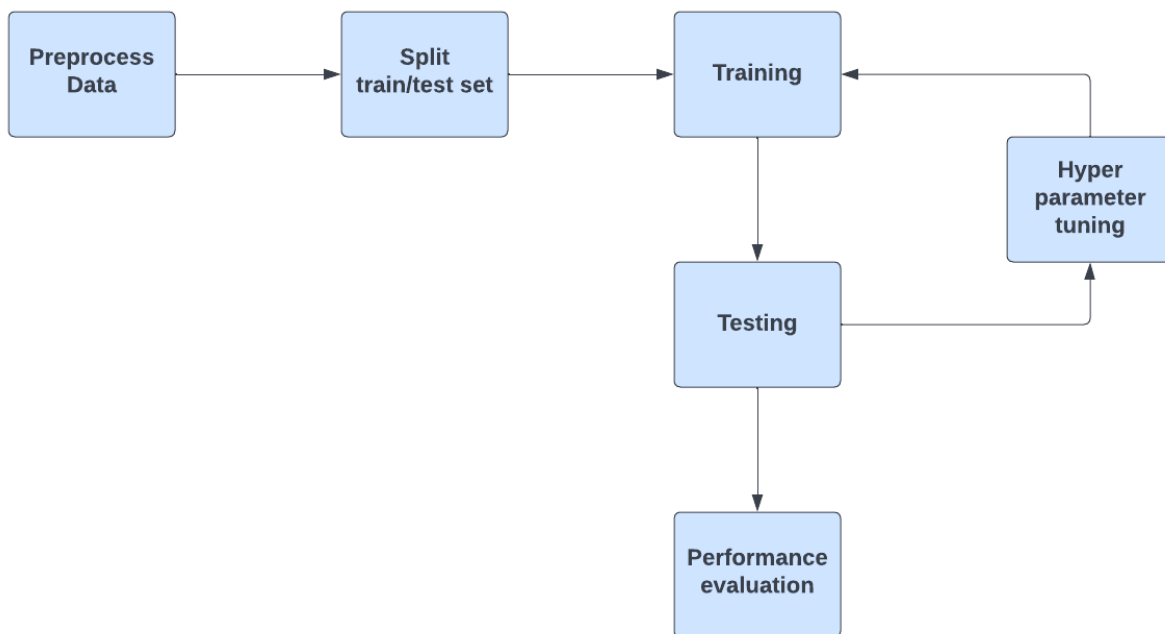 Preprocess
Data
Split
train/test set
Training
Hyper
parameter
tuning
Testing
Performance
evaluation